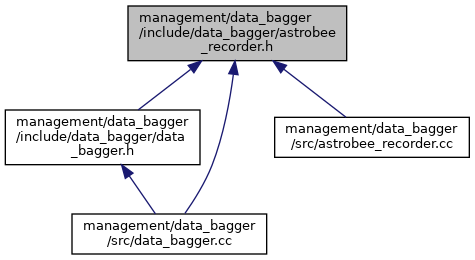 management/data_bagger
/include/data_bagger/astrobee
_recorder.h
management/data_bagger
/include/data_bagger/data
_bagger.h
management/data_bagger
/src/astrobee_recorder.cc
management/data_bagger
/src/data_bagger.cc